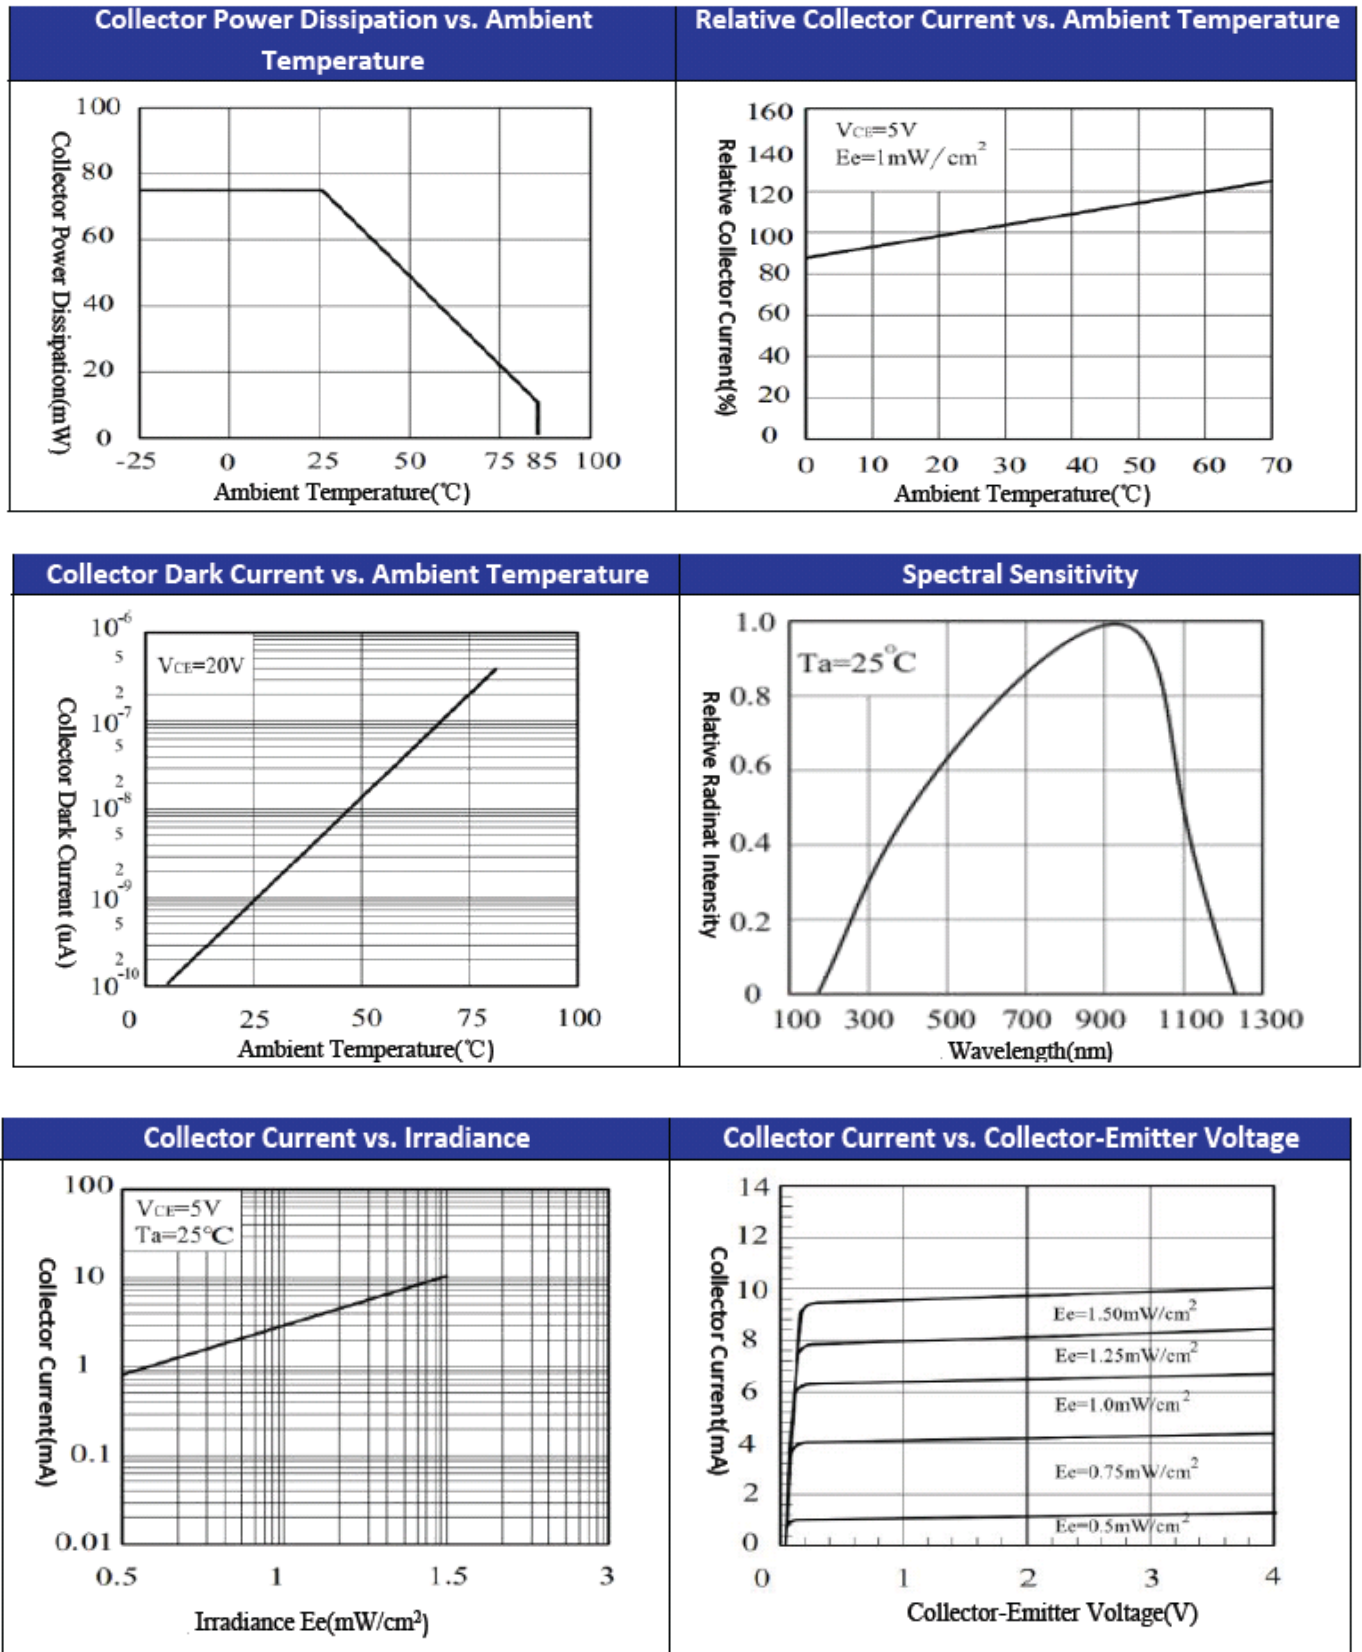 Collector Power Dissipation vs. Ambient
Temperature
100
80
60
40
20
0
Collector Power Dissipation(mW)
-25 0 25 50 75 85 100
Ambient Temperature(℃)
Relative Collector Current vs. Ambient Temperature
160
140
120
100
80
60
40
20
0
Relative Collector Current(%)
VCE=5V
Ee=1mW/cm²
0 10 20 30 40 50 60 70
Ambient Temperature(℃)
Collector Dark Current vs. Ambient Temperature
10⁻⁶
5
2
10⁻⁷
5
2
10⁻⁸
5
2
10⁻⁹
5
2
10⁻¹⁰
Collector Dark Current (uA)
VCE=20V
0 25 50 75 100
Ambient Temperature(℃)
Spectral Sensitivity
1.0
0.8
0.6
0.4
0.2
0
Relative Radinat Intensity
Ta=25°C
100 300 500 700 900 1100 1300
Wavelength(nm)
Collector Current vs. Irradiance
100
10
1
0.1
0.01
Collector Current(mA)
VCE=5V
Ta=25℃
0.5 1 1.5 3
Irradiance Ee(mW/cm²)
Collector Current vs. Collector-Emitter Voltage
14
12
10
8
6
4
2
0
Collector Current(mA)
Ee=1.50mW/cm²
Ee=1.25mW/cm²
Ee=1.0mW/cm²
Ee=0.75mW/cm²
Ee=0.5mW/cm²
0 1 2 3 4
Collector-Emitter Voltage(V)